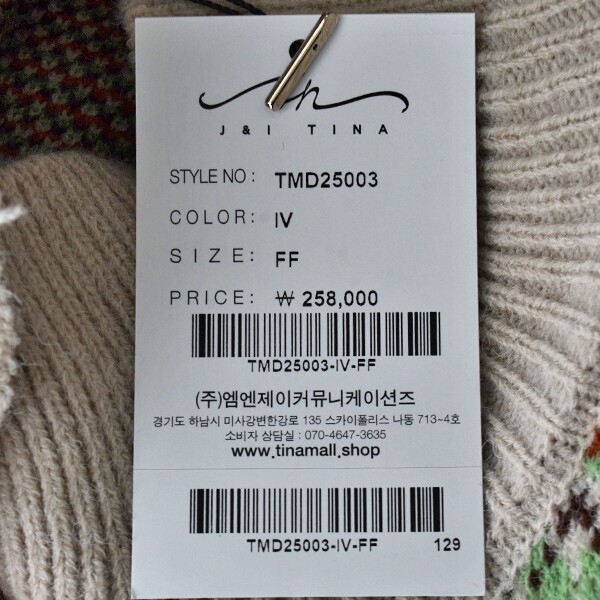 J & I TINA
STYLE NO : TMD25003
COLOR: IV
SIZE: FF
PRICE: ₩ 258,000
TMD25003-IV-FF
(주)엠엔제이커뮤니케이션즈
경기도 하남시 미사강변한강로 135 스카이폴리스 나동 713~4호
소비자 상담실 : 070-4647-3635
www.tinamall.shop
TMD25003-IV-FF 129